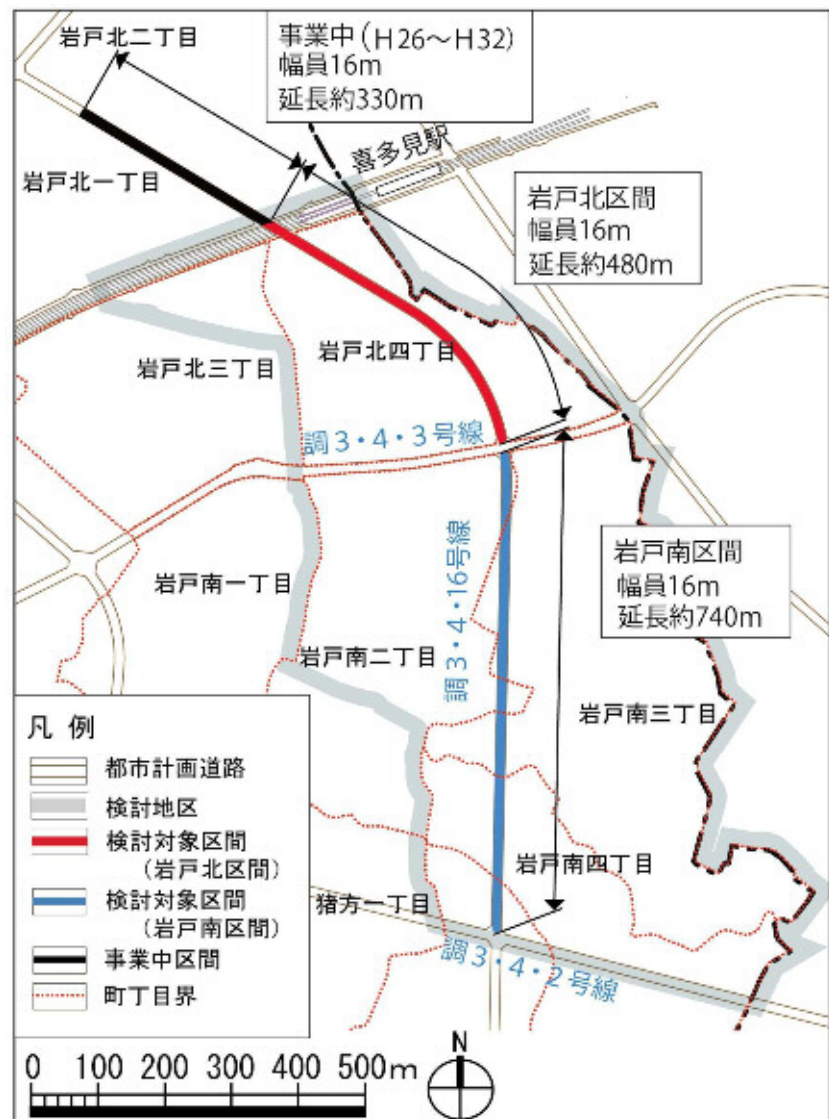 岩戸北二丁目
事業中(H26～H32)
幅員16m
延長約330m
喜多見駅
岩戸北一丁目
岩戸北区間
幅員16m
延長約480m
岩戸北四丁目
岩戸北三丁目
調3・4・3号線
調3・4・16号線
岩戸南区間
幅員16m
延長約740m
岩戸南一丁目
岩戸南二丁目
岩戸南三丁目
岩戸南四丁目
猪方一丁目
調3・4・2号線
凡 例
都市計画道路
検討地区
検討対象区間
(岩戸北区間)
検討対象区間
(岩戸南区間)
事業中区間
町丁目界
0 100 200 300 400 500m
N